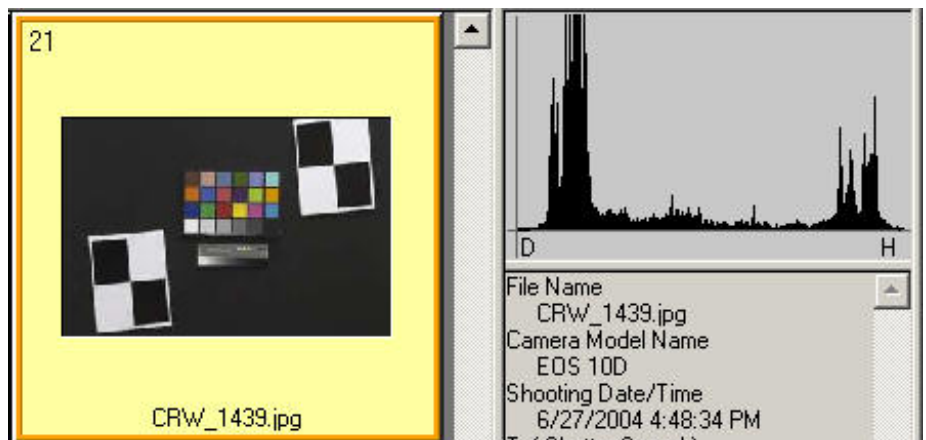 21
CRW_1439.jpg
D H
File Name
CRW_1439.jpg
Camera Model Name
EOS 10D
Shooting Date/Time
6/27/2004 4:48:34 PM